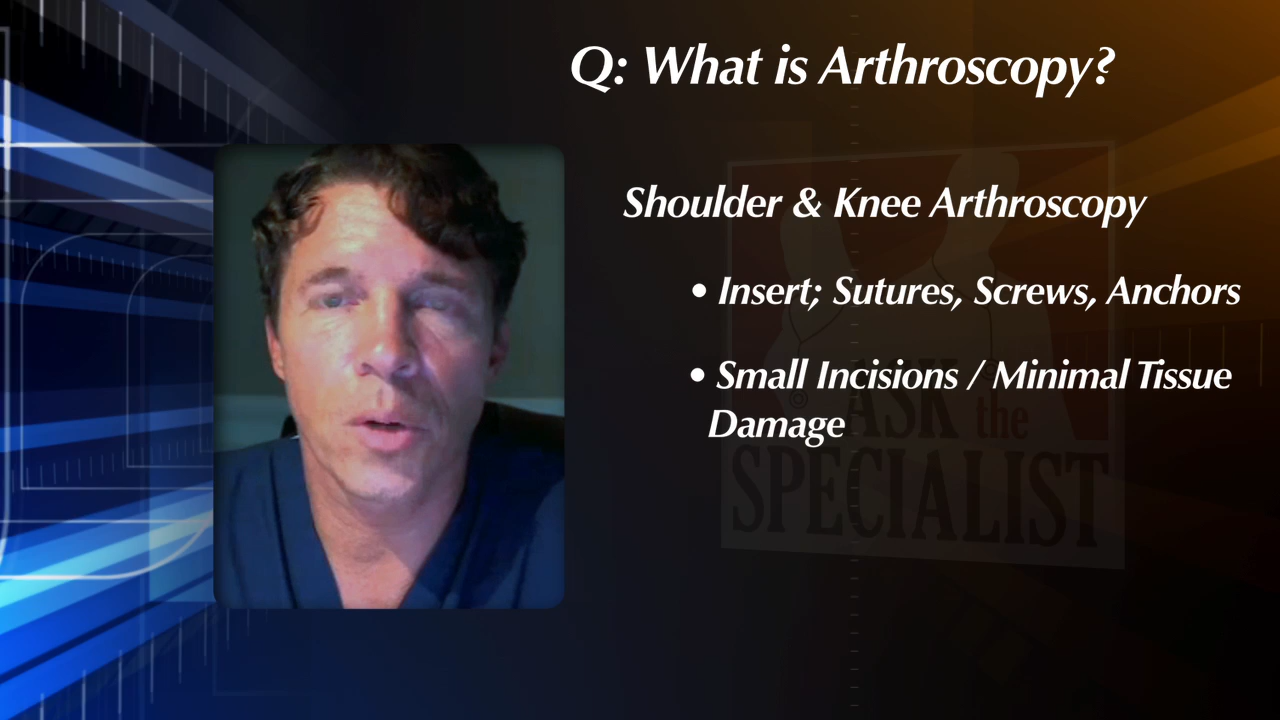 Q: What is Arthroscopy?
Shoulder & Knee Arthroscopy
• Insert; Sutures, Screws, Anchors
• Small Incisions / Minimal Tissue
Damage
ASK the
SPECIALIST